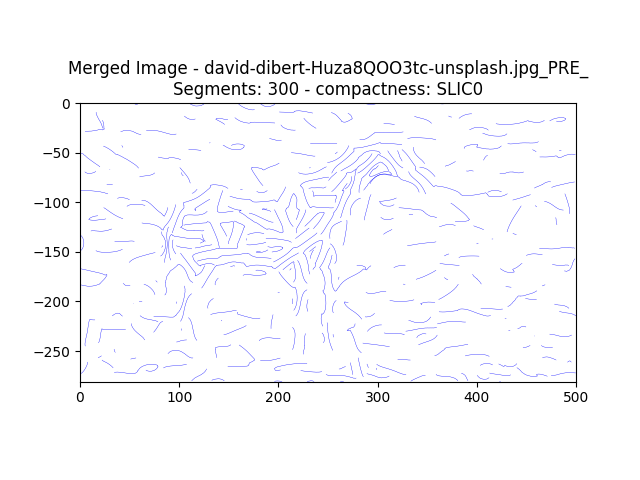 Merged Image - david-dibert-Huza8QOO3tc-unsplash.jpg_PRE_
Segments: 300 - compactness: SLIC0
0
−50
−100
−150
−200
−250
0 100 200 300 400 500